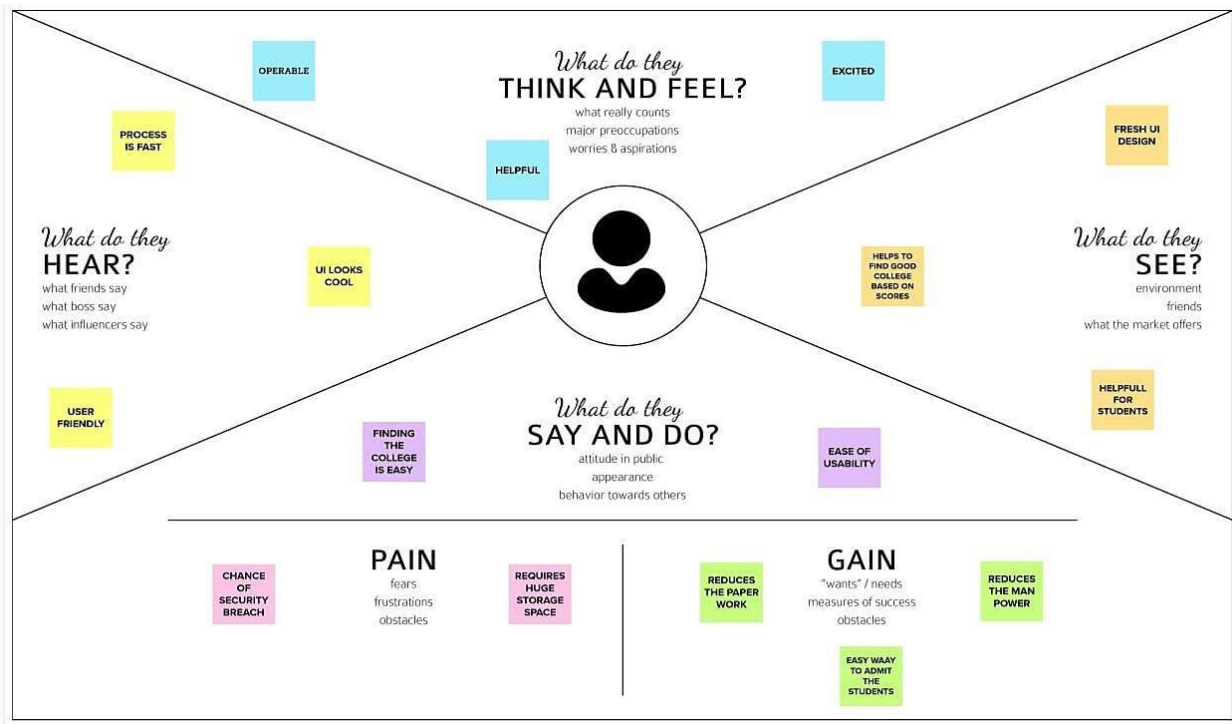 What do they
THINK AND FEEL?
what really counts
major preoccupations
worries & aspirations
OPERABLE
EXCITED
HELPFUL
PROCESS
IS FAST
What do they
HEAR?
what friends say
what boss say
what influencers say
UI LOOKS
COOL
USER
FRIENDLY
FRESH UI
DESIGN
What do they
SEE?
environment
friends
what the market offers
HELPS TO
FIND GOOD
COLLEGE
BASED ON
SCORES
HELPFULL
FOR
STUDENTS
What do they
SAY AND DO?
attitude in public
appearance
behavior towards others
FINDING
THE
COLLEGE
IS EASY
EASE OF
USABILITY
PAIN
fears
frustrations
obstacles
CHANCE
OF
SECURITY
BREACH
REQUIRES
HUGE
STORAGE
SPACE
GAIN
"wants" / needs
measures of success
obstacles
REDUCES
THE PAPER
WORK
REDUCES
THE MAN
POWER
EASY WAAY
TO ADMIT
THE
STUDENTS